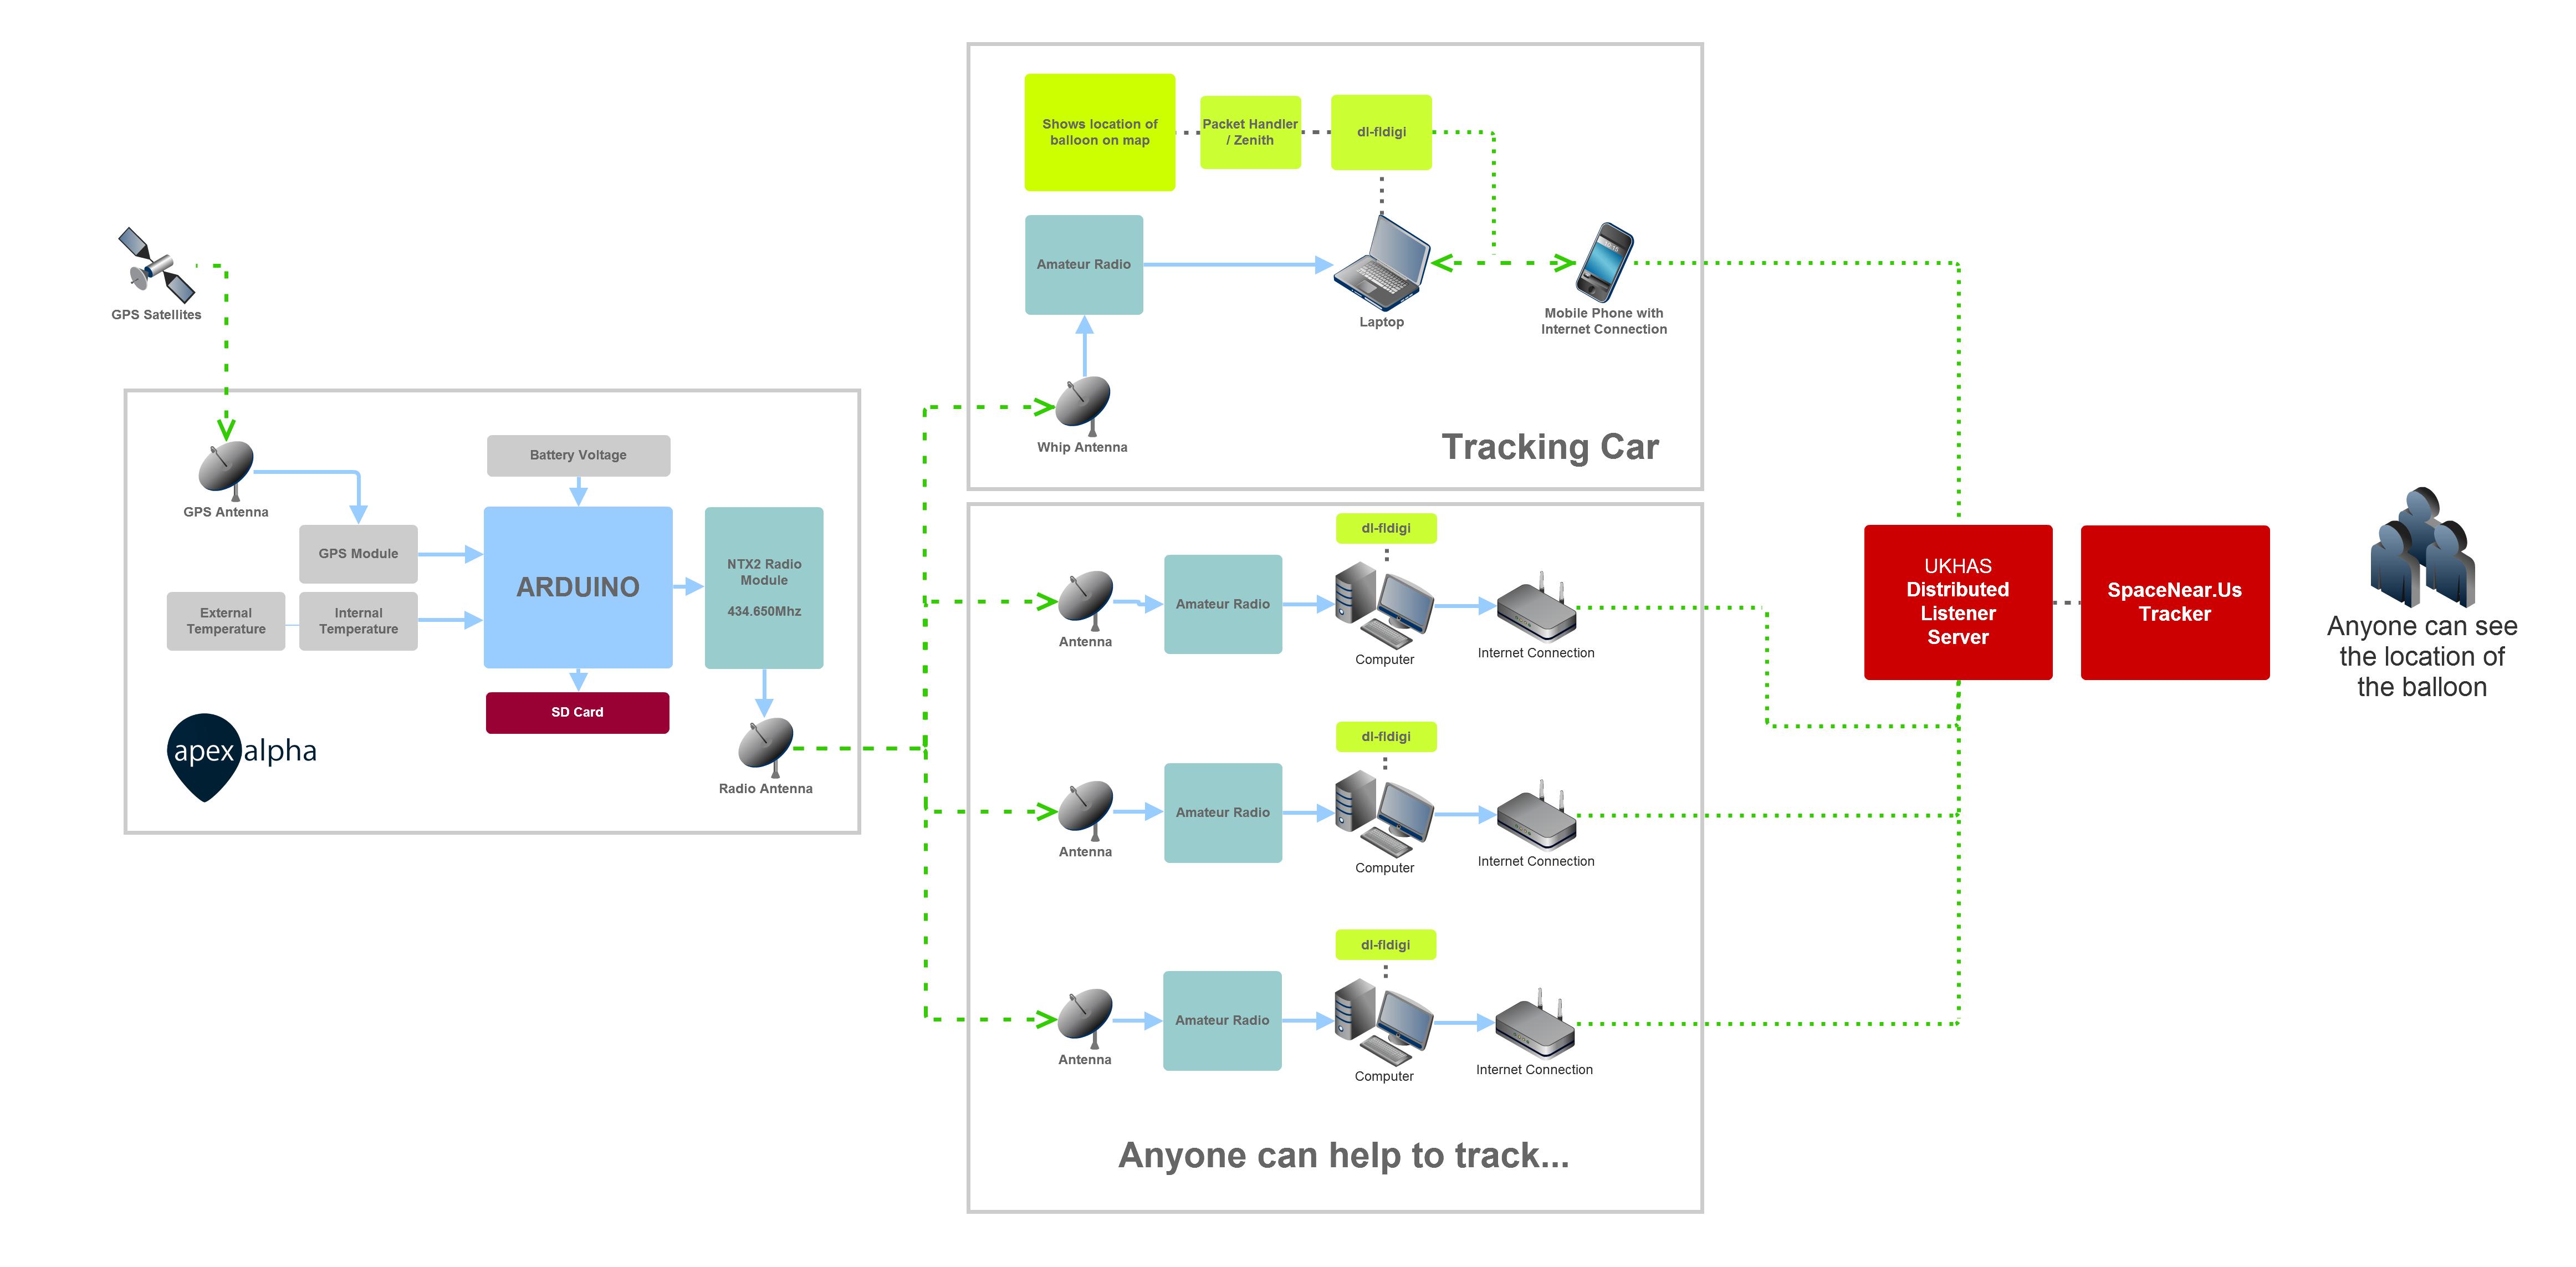 GPS Satellites
GPS Antenna
Battery Voltage
GPS Module
External
Temperature
Internal
Temperature
ARDUINO
NTX2 Radio
Module
434.650Mhz
SD Card
Radio Antenna
apex alpha
Shows location of
balloon on map
Packet Handler
/ Zenith
dl-fldigi
Amateur Radio
Laptop
Mobile Phone with
Internet Connection
Whip Antenna
Tracking Car
dl-fldigi
Antenna
Amateur Radio
Computer
Internet Connection
dl-fldigi
Antenna
Amateur Radio
Computer
Internet Connection
dl-fldigi
Antenna
Amateur Radio
Computer
Internet Connection
Anyone can help to track...
UKHAS
Distributed
Listener
Server
SpaceNear.Us
Tracker
Anyone can see
the location of
the balloon